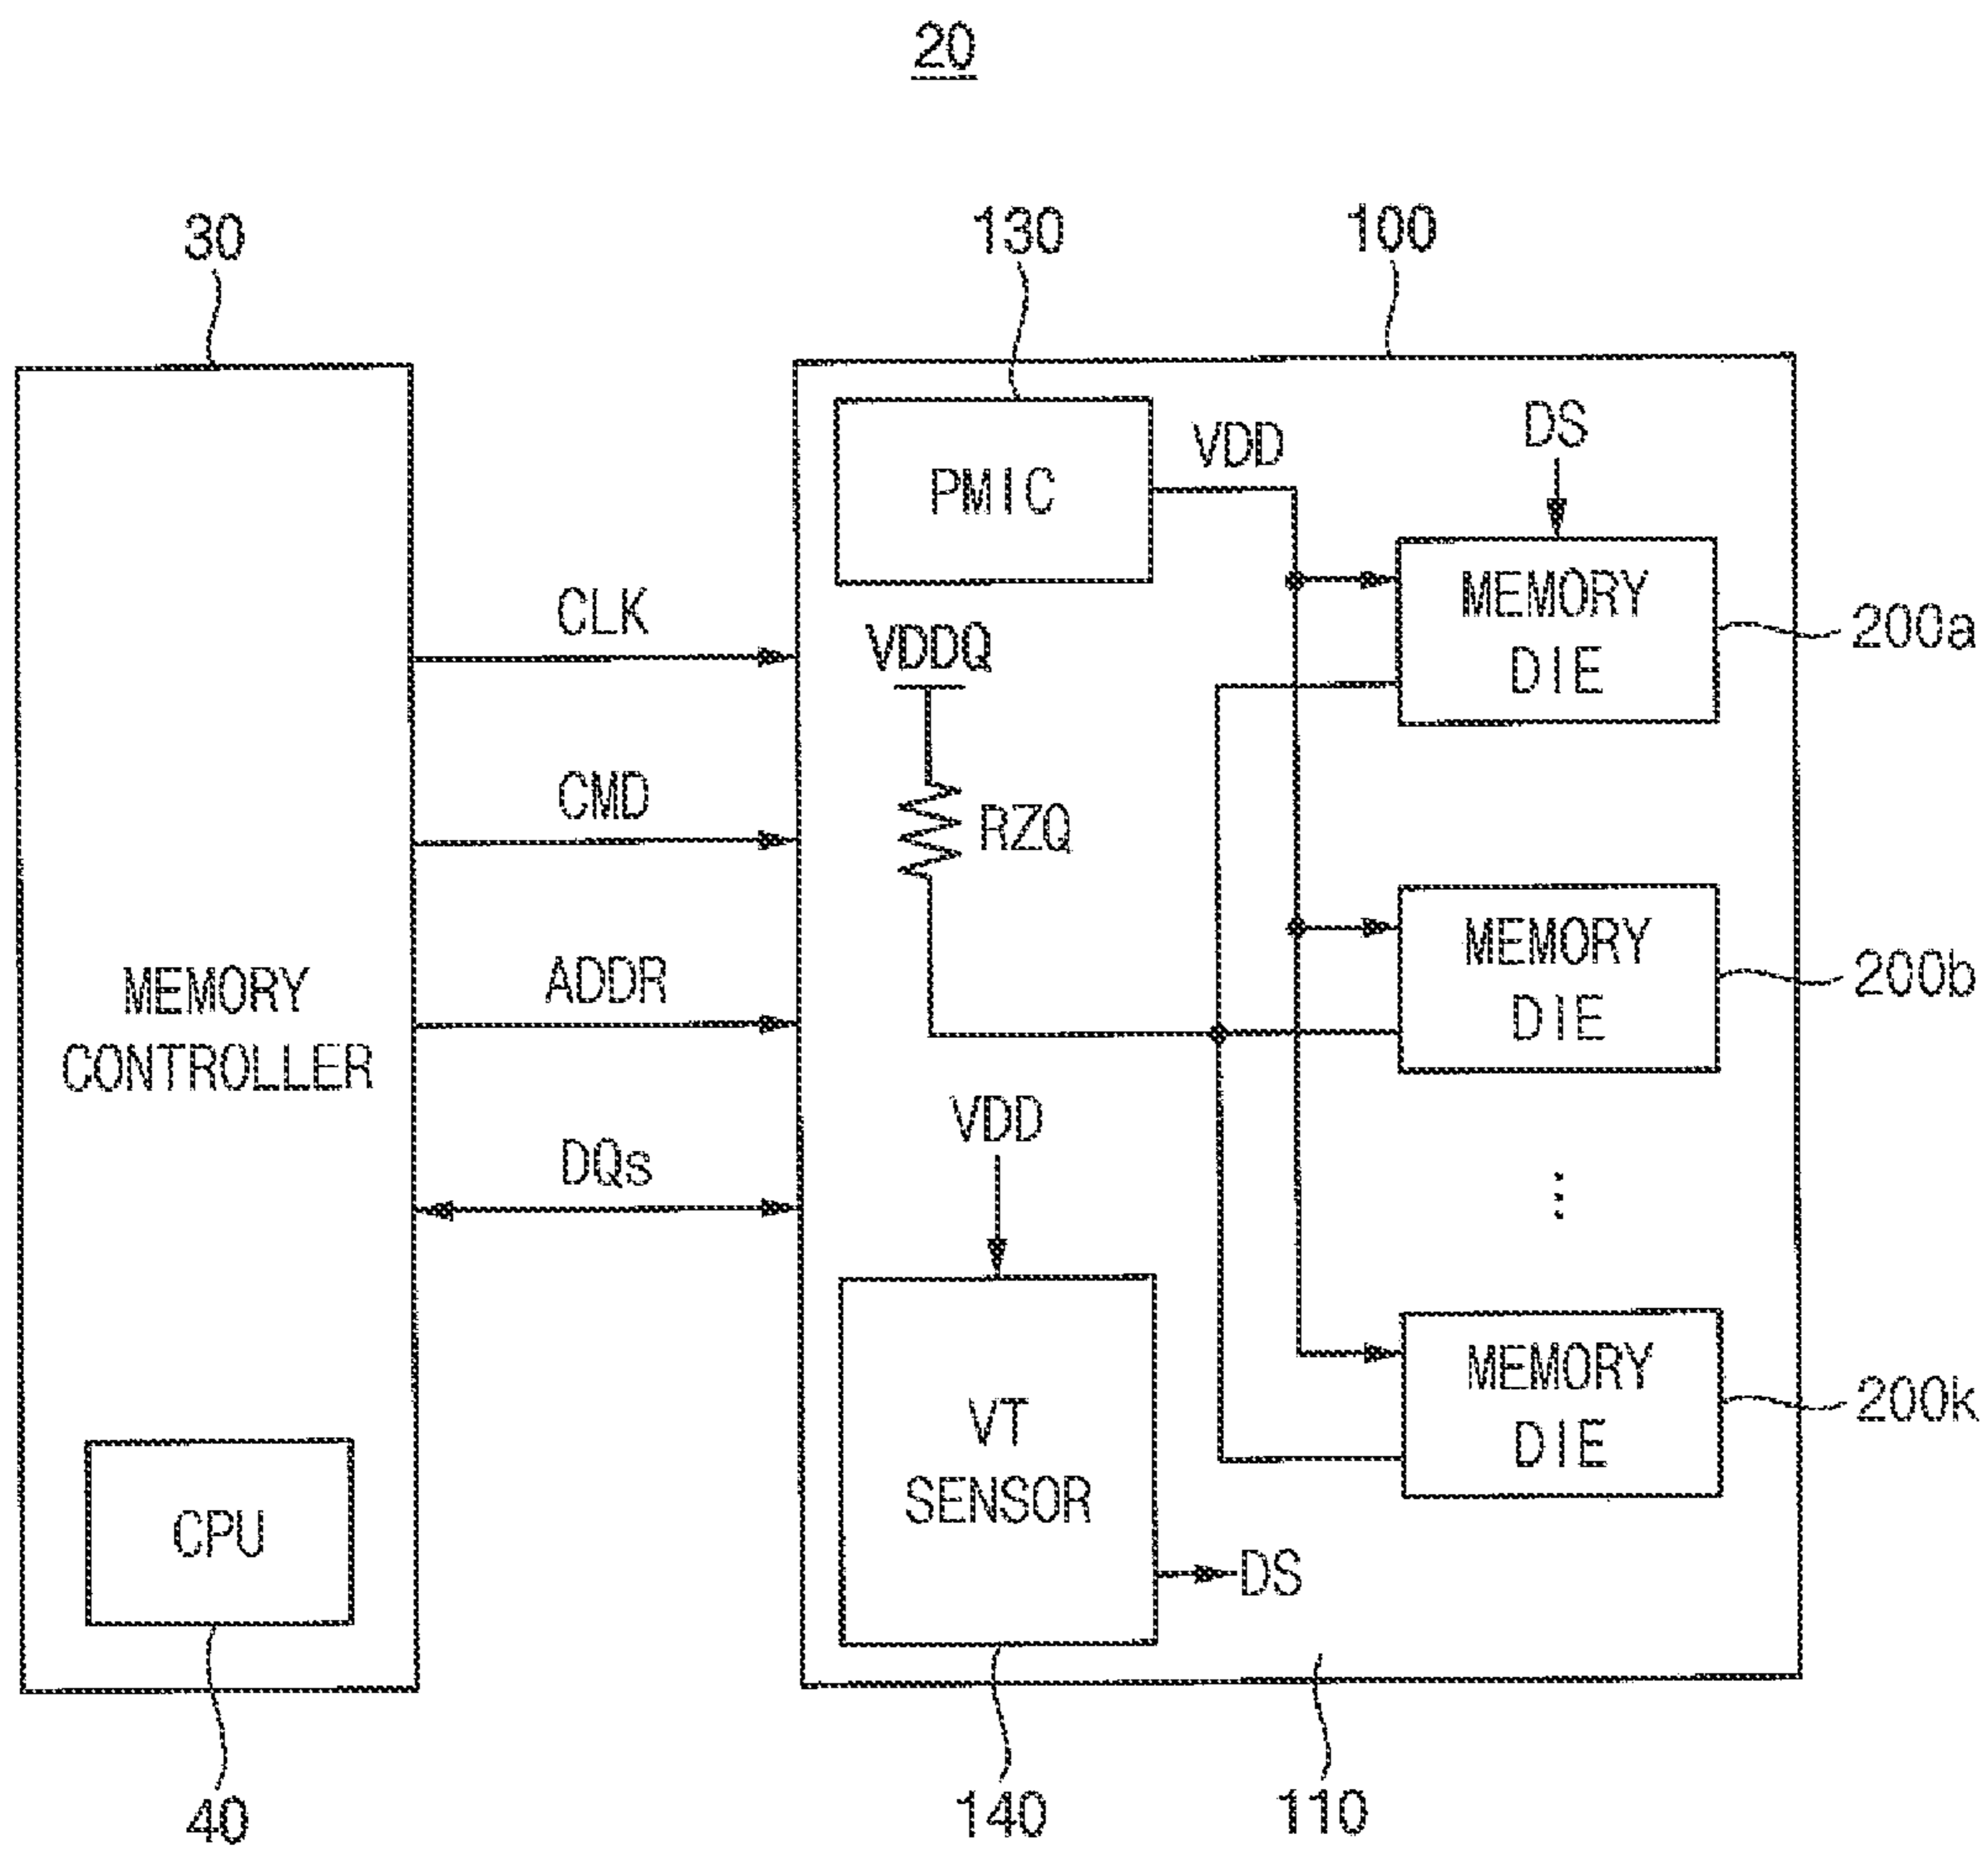 20
30
130
100
PMIC
VDD
DS
MEMORY
DIE
200a
CLK
VDDQ
CMD
RZQ
MEMORY
DIE
200b
ADDR
MEMORY
CONTROLLER
VDD
DQs
⋮
MEMORY
DIE
200k
VT
SENSOR
DS
CPU
40
140
110